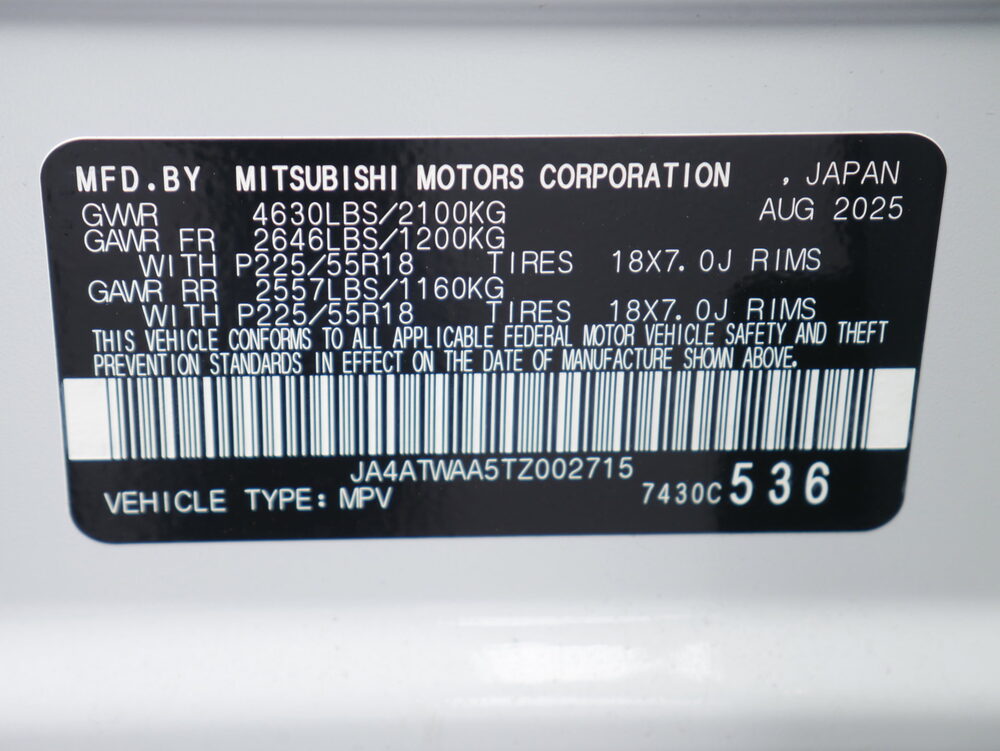 MFD.BY MITSUBISHI MOTORS CORPORATION , JAPAN
GVWR 4630LBS/2100KG AUG 2025
GAWR FR 2646LBS/1200KG
WITH P225/55R18 TIRES 18X7.0J RIMS
GAWR RR 2557LBS/1160KG
WITH P225/55R18 TIRES 18X7.0J RIMS
THIS VEHICLE CONFORMS TO ALL APPLICABLE FEDERAL MOTOR VEHICLE SAFETY AND THEFT
PREVENTION STANDARDS IN EFFECT ON THE DATE OF MANUFACTURE SHOWN ABOVE.
JA4ATWAA5TZ002715
VEHICLE TYPE: MPV 7430C 536